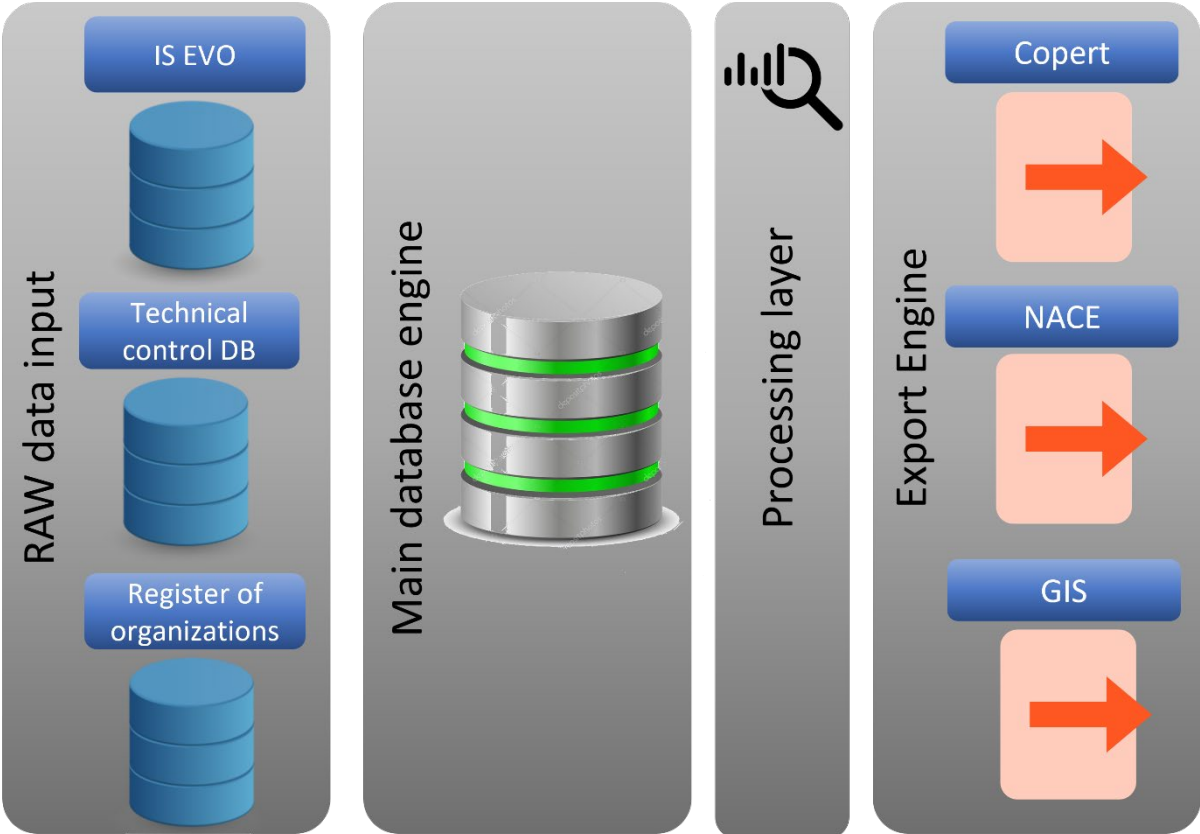 RAW data input
IS EVO
Technical
control DB
Register of
organizations
Main database engine
Processing layer
Export Engine
Copert
NACE
GIS